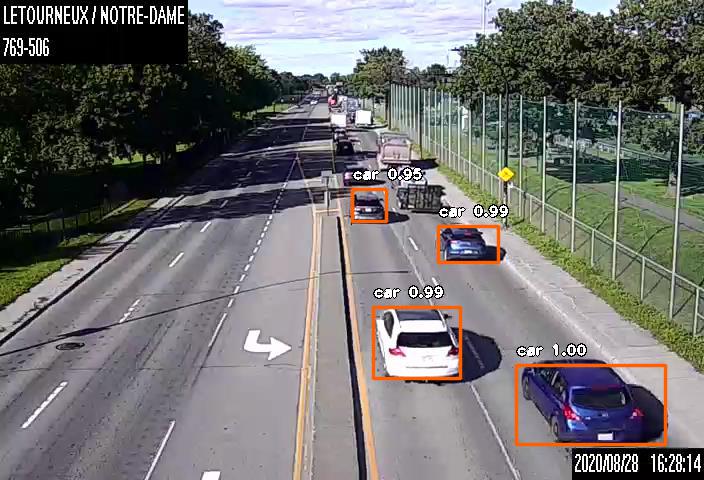 LETOURNEUX / NOTRE-DAME
769-506
car 0.95
car 0.99
car 0.99
car 1.00
2020/08/28 16:28:14